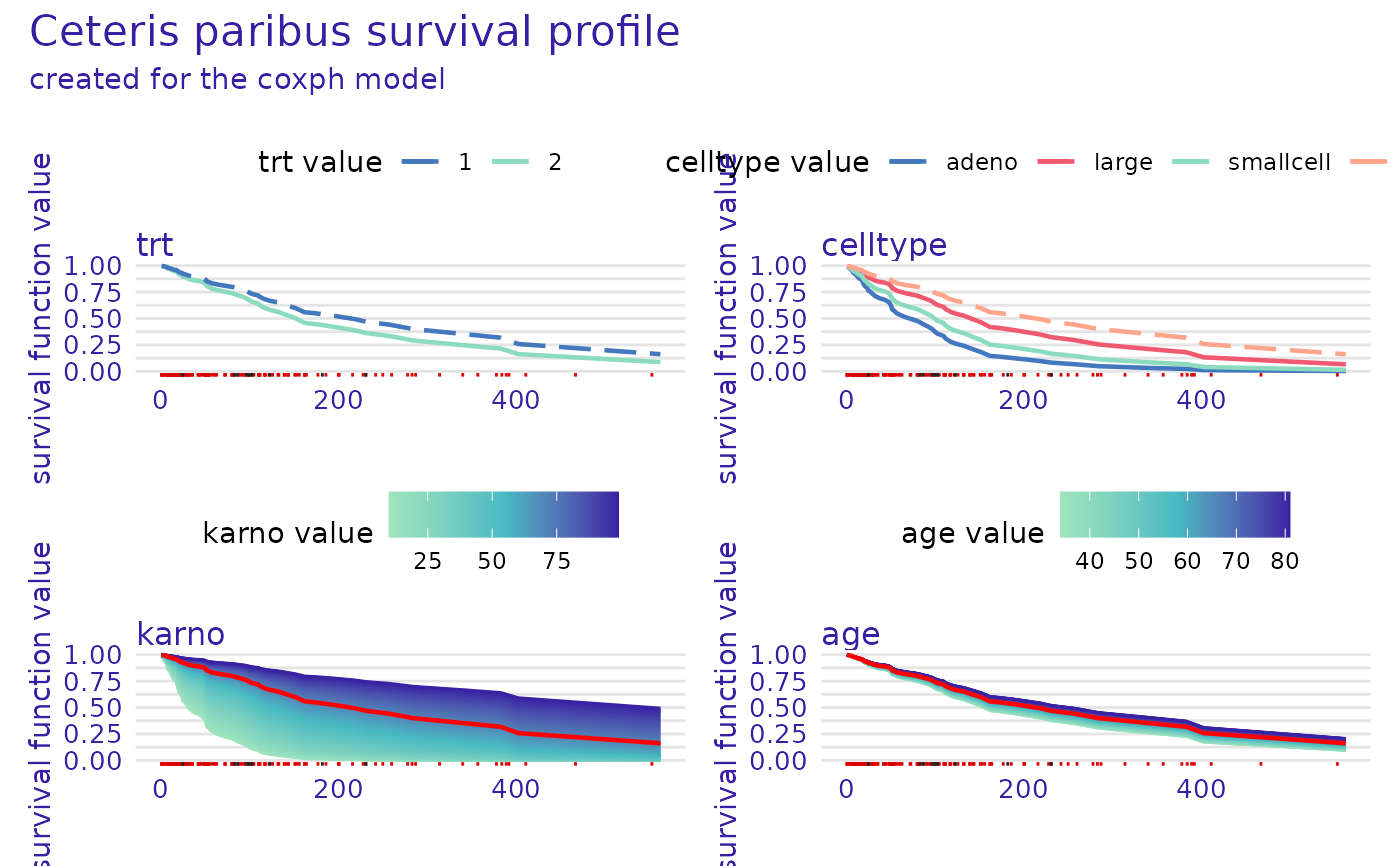 Ceteris paribus survival profile
created for the coxph model
trt value 1 2
celltype value adeno large smallcell
survival function value
trt
1.00
0.75
0.50
0.25
0.00
0 200 400
survival function value
celltype
1.00
0.75
0.50
0.25
0.00
0 200 400
karno value
25 50 75
survival function value
karno
1.00
0.75
0.50
0.25
0.00
0 200 400
age value
40 50 60 70 80
survival function value
age
1.00
0.75
0.50
0.25
0.00
0 200 400